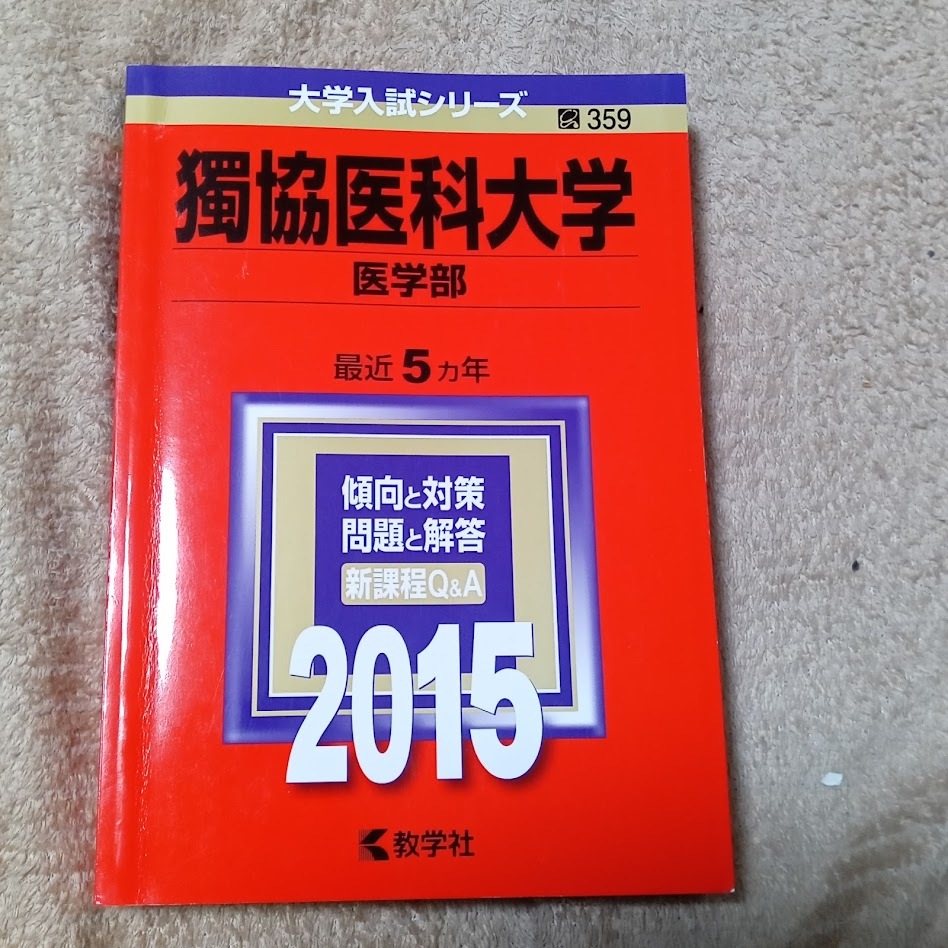 大学入試シリーズ
359
獨協医科大学
医学部
最近5ヵ年
傾向と対策
問題と解答
新課程Q&A
2015
教学社